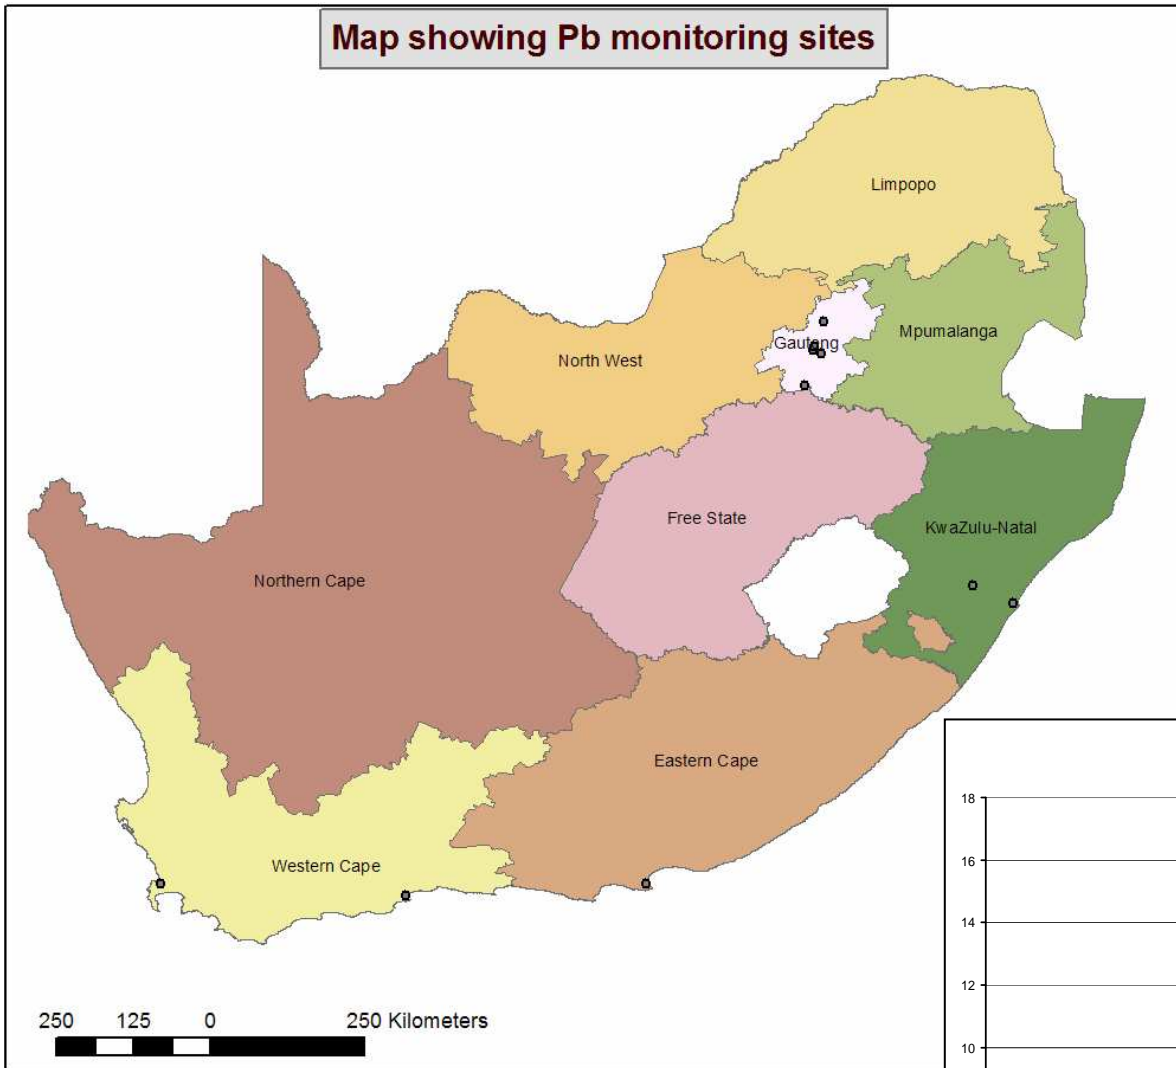 Map showing Pb monitoring sites
Limpopo
Mpumalanga
Gauteng
North West
Free State
KwaZulu-Natal
Northern Cape
Eastern Cape
Western Cape
250 125 0 250 Kilometers
18
16
14
12
10